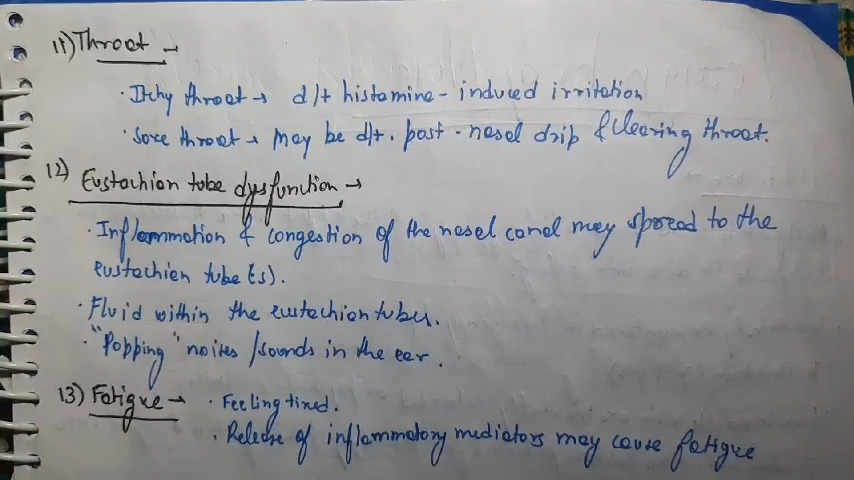 11) Throat →
· Itchy throat → d/t histamine - induced irritation
· Sore throat → May be d/t. post - nasal drip & clearing throat.
12) Eustachian tube dysfunction →
· Inflammation & congestion of the nasal canal may spread to the
eustachian tube (s).
· Fluid within the eustachian tubes.
· "Popping" noises /sounds in the ear.
13) Fatigue → · Feeling tired.
· Release of inflammatory mediators may cause fatigue